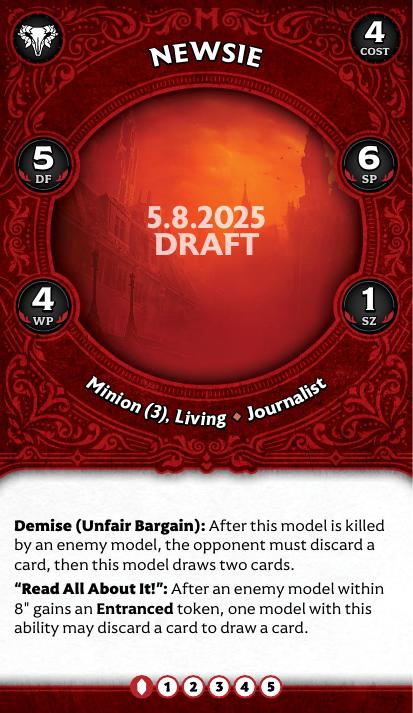 NEWSIE
4
COST
5
DF
6
SP
5.8.2025
DRAFT
4
WP
1
SZ
Minion (3), Living ♦ Journalist
Demise (Unfair Bargain): After this model is killed
by an enemy model, the opponent must discard a
card, then this model draws two cards.
“Read All About It!”: After an enemy model within
8" gains an Entranced token, one model with this
ability may discard a card to draw a card.
1 2 3 4 5